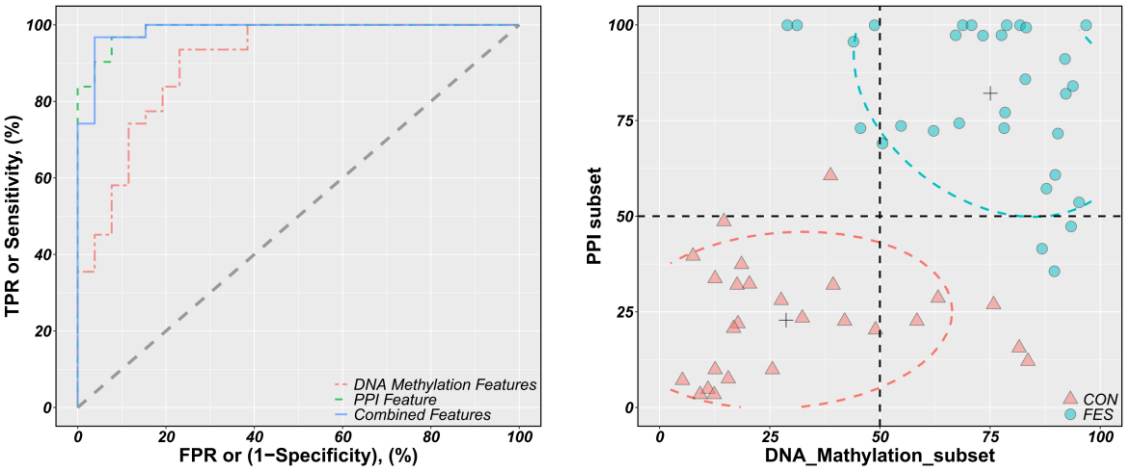 TPR or Sensitivity, (%)
100
80
60
40
20
0
DNA Methylation Features
PPI Feature
Combined Features
0 20 40 60 80 100
FPR or (1−Specificity), (%)
PPI subset
100
75
50
25
0
CON
FES
0 25 50 75 100
DNA_Mathylation_subset